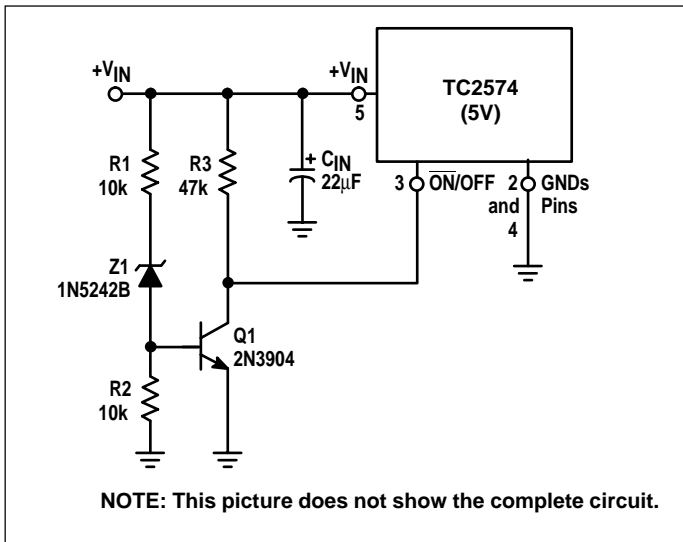 +VIN
+VIN
5
TC2574
(5V)
R1
10k
R3
47k
+ CIN
22µF
3
ON/OFF
2
and
4
GNDs
Pins
Z1
1N5242B
Q1
2N3904
R2
10k
NOTE: This picture does not show the complete circuit.